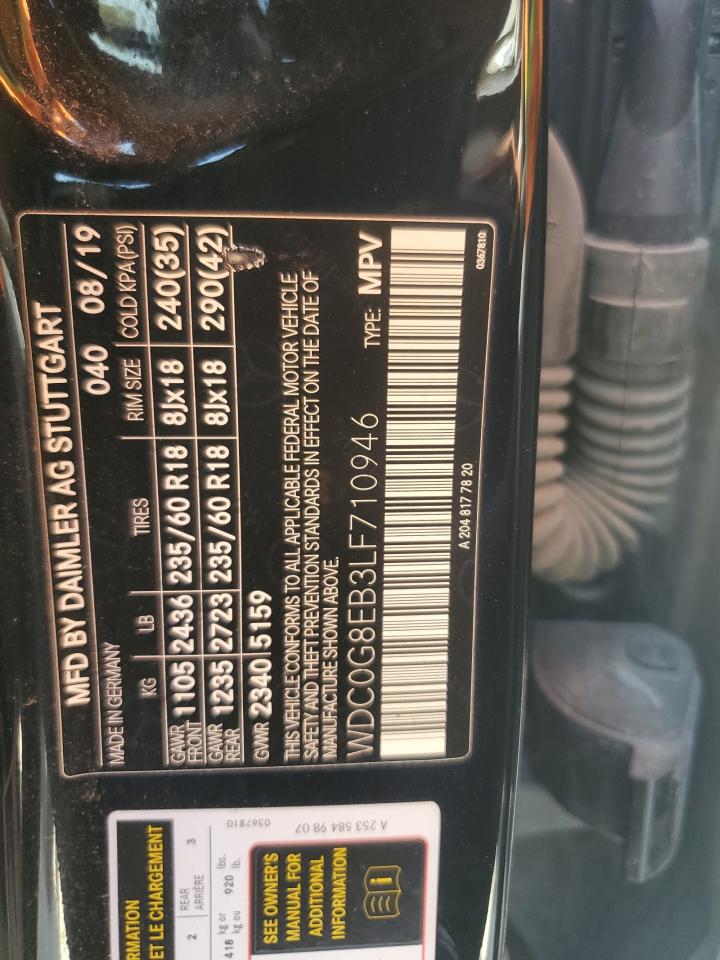 MFD BY DAIMLER AG STUTTGART
040 08/19
MADE IN GERMANY
KG LB TIRES RIM SIZE COLD KPA(PSI)
GAWR FRONT 1105 2436 235/60 R18 8Jx18 240(35)
GAWR REAR 1235 2723 235/60 R18 8Jx18 290(42)
GVWR 2340 5159
THIS VEHICLE CONFORMS TO ALL APPLICABLE FEDERAL MOTOR VEHICLE
SAFETY AND THEFT PREVENTION STANDARDS IN EFFECT ON THE DATE OF
MANUFACTURE SHOWN ABOVE.
WDC0G8EB3LF710946 TYPE: MPV
A 204 817 78 20
0367810
RMATION
ET LE CHARGEMENT
2 REAR ARRIÈRE 3
418 kg or kg ou 920 lbs. lb.
0367810
SEE OWNER'S
MANUAL FOR
ADDITIONAL
INFORMATION
i
A 253 584 98 07